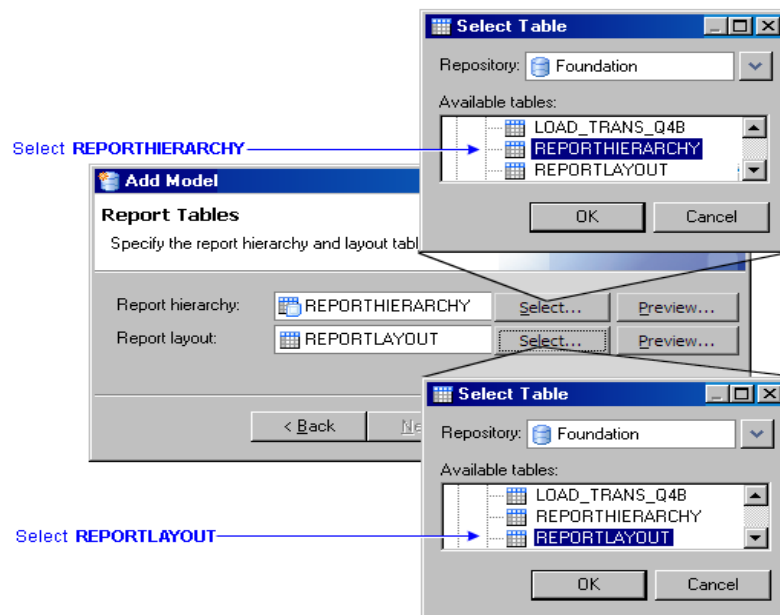 Select Table
Repository: Foundation
Available tables:
LOAD_TRANS_Q4B
REPORTHIERARCHY
REPORTLAYOUT
OK Cancel
Select REPORTHIERARCHY
Add Model
Report Tables
Specify the report hierarchy and layout tabl
Report hierarchy: REPORTHIERARCHY Select... Preview...
Report layout: REPORTLAYOUT Select... Preview...
< Back Ne
Select Table
Repository: Foundation
Available tables:
LOAD_TRANS_Q4B
REPORTHIERARCHY
REPORTLAYOUT
OK Cancel
Select REPORTLAYOUT